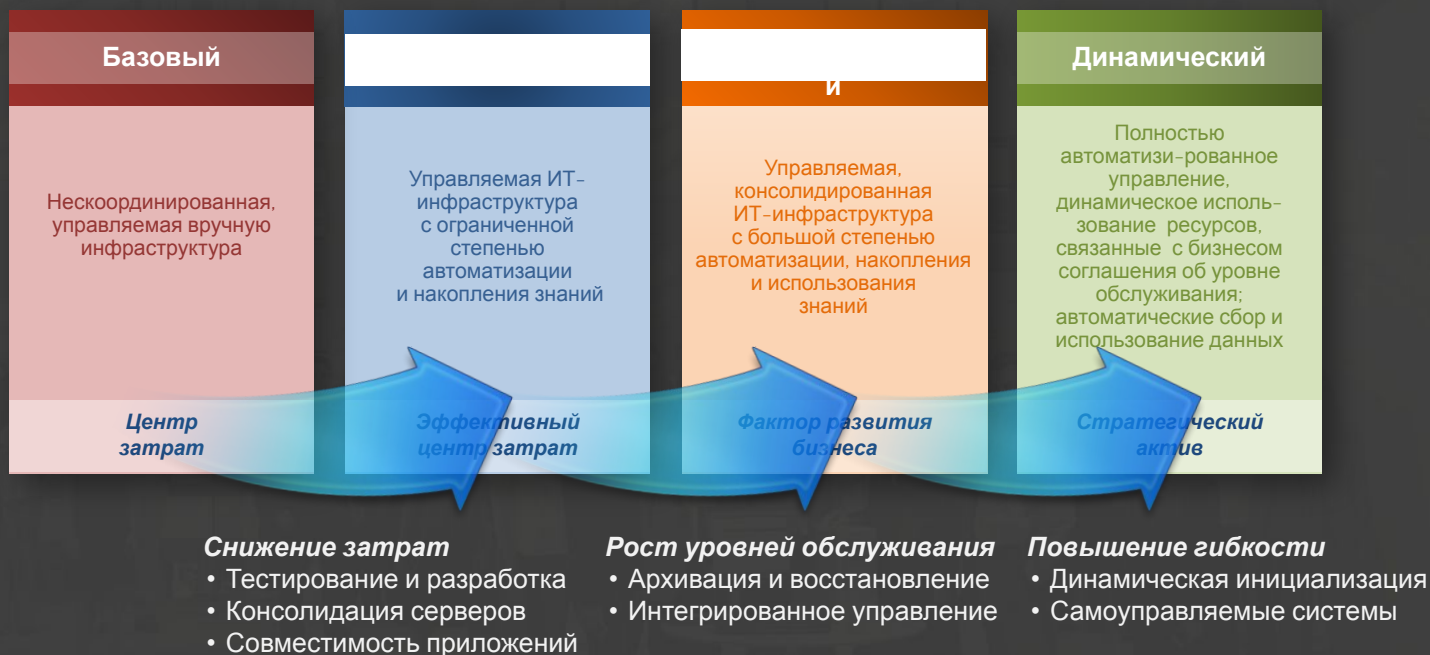 Базовый
й
Динамический
Нескоординированная,
управляемая вручную
инфраструктура
Управляемая ИТ-
инфраструктура
с ограниченной
степенью
автоматизации
и накопления знаний
Управляемая,
консолидированная
ИТ-инфраструктура
с большой степенью
автоматизации, накопления
и использования
знаний
Полностью
автоматизи-рованное
управление,
динамическое исполь-
зование ресурсов,
связанные с бизнесом
соглашения об уровне
обслуживания;
автоматические сбор и
использование данных
Центр
затрат
Эффективный
центр затрат
Фактор развития
бизнеса
Стратегический
актив
Снижение затрат
• Тестирование и разработка
• Консолидация серверов
• Совместимость приложений
Рост уровней обслуживания
• Архивация и восстановление
• Интегрированное управление
Повышение гибкости
• Динамическая инициализация
• Самоуправляемые системы